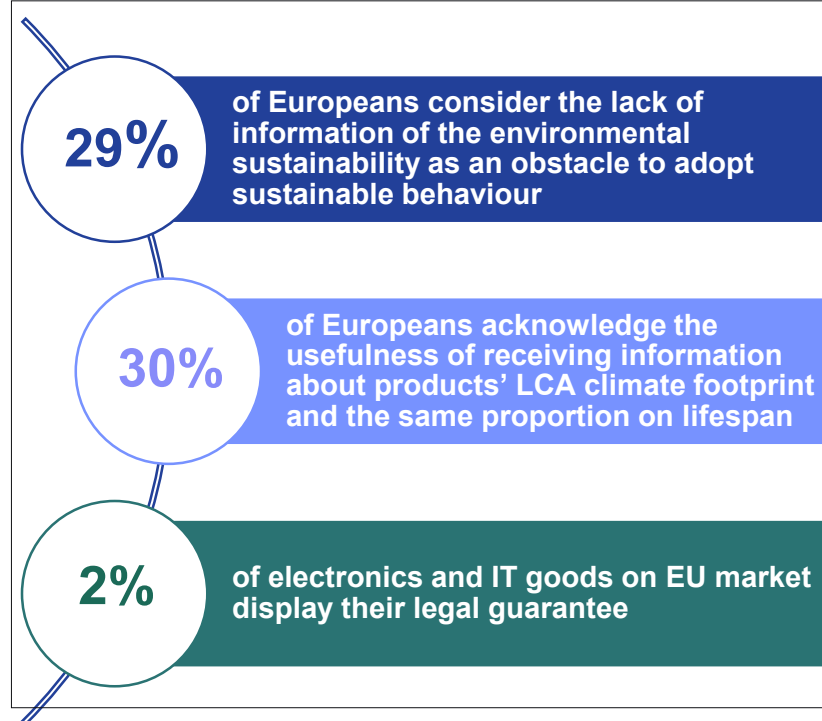 29%
of Europeans consider the lack of
information of the environmental
sustainability as an obstacle to adopt
sustainable behaviour
30%
of Europeans acknowledge the
usefulness of receiving information
about products’ LCA climate footprint
and the same proportion on lifespan
2%
of electronics and IT goods on EU market
display their legal guarantee